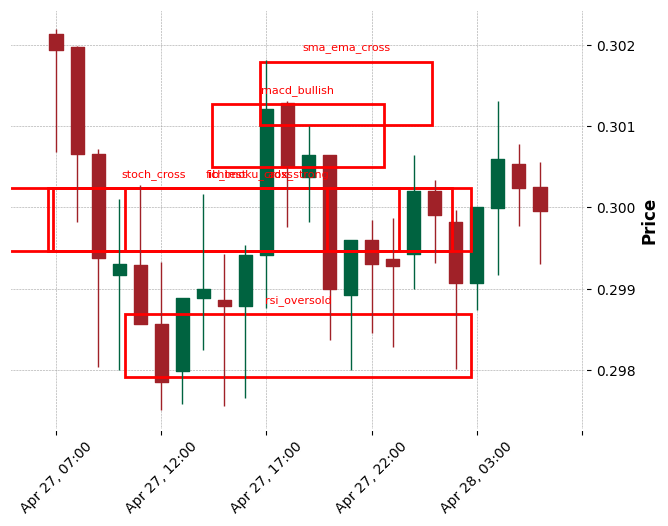 sma_ema_cross
macd_bullish
stoch_cross
rsi_oversold
0.302
0.301
0.300
0.299
0.298
Price
Apr 27, 07:00
Apr 27, 12:00
Apr 27, 17:00
Apr 27, 22:00
Apr 28, 03:00